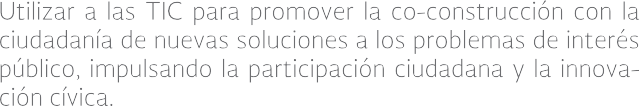 Utilizar a las TIC para promover la co-construcción con la
ciudadanía de nuevas soluciones a los problemas de interés
público, impulsando la participación ciudadana y la innova-
ción cívica.